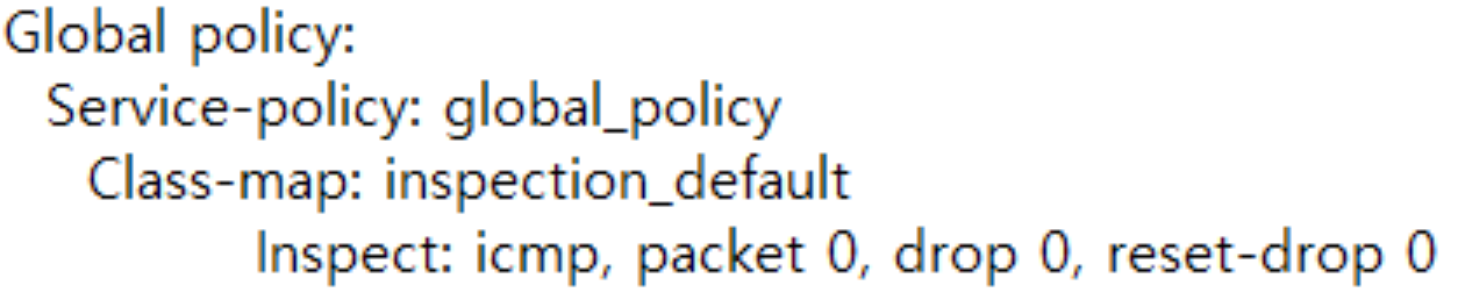 Global policy:
Service-policy: global_policy
Class-map: inspection_default
Inspect: icmp, packet 0, drop 0, reset-drop 0